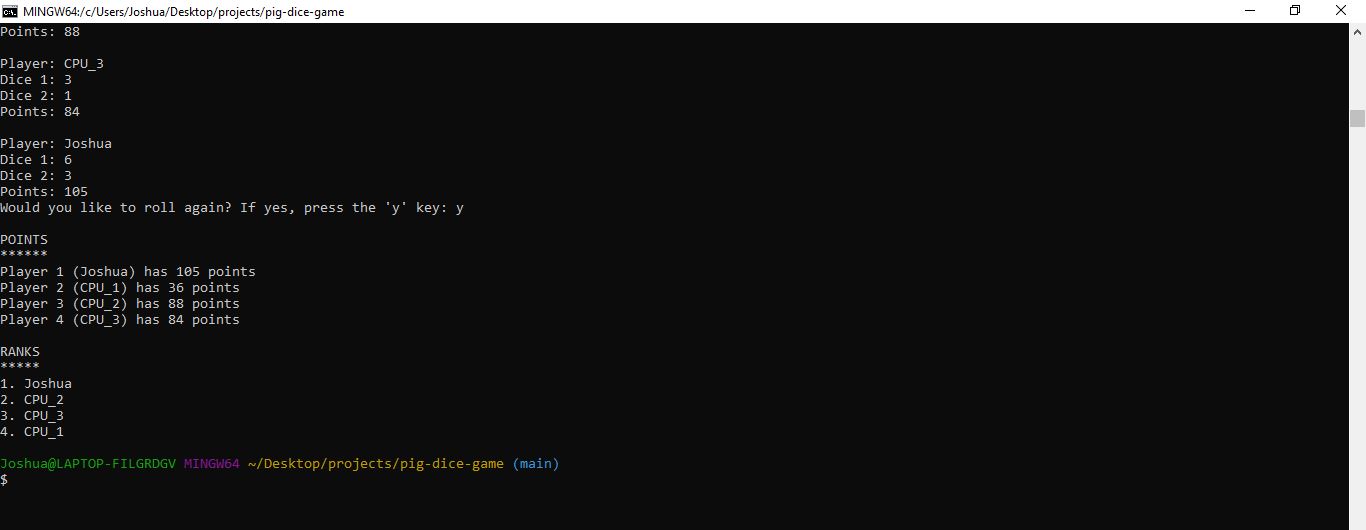 MINGW64:/c/Users/Joshua/Desktop/projects/pig-dice-game
Points: 88
Player: CPU_3
Dice 1: 3
Dice 2: 1
Points: 84
Player: Joshua
Dice 1: 6
Dice 2: 3
Points: 105
Would you like to roll again? If yes, press the 'y' key: y
POINTS
******
Player 1 (Joshua) has 105 points
Player 2 (CPU_1) has 36 points
Player 3 (CPU_2) has 88 points
Player 4 (CPU_3) has 84 points
RANKS
*****
1. Joshua
2. CPU_2
3. CPU_3
4. CPU_1
Joshua@LAPTOP-FILGRDGV MINGW64 ~/Desktop/projects/pig-dice-game (main)
$